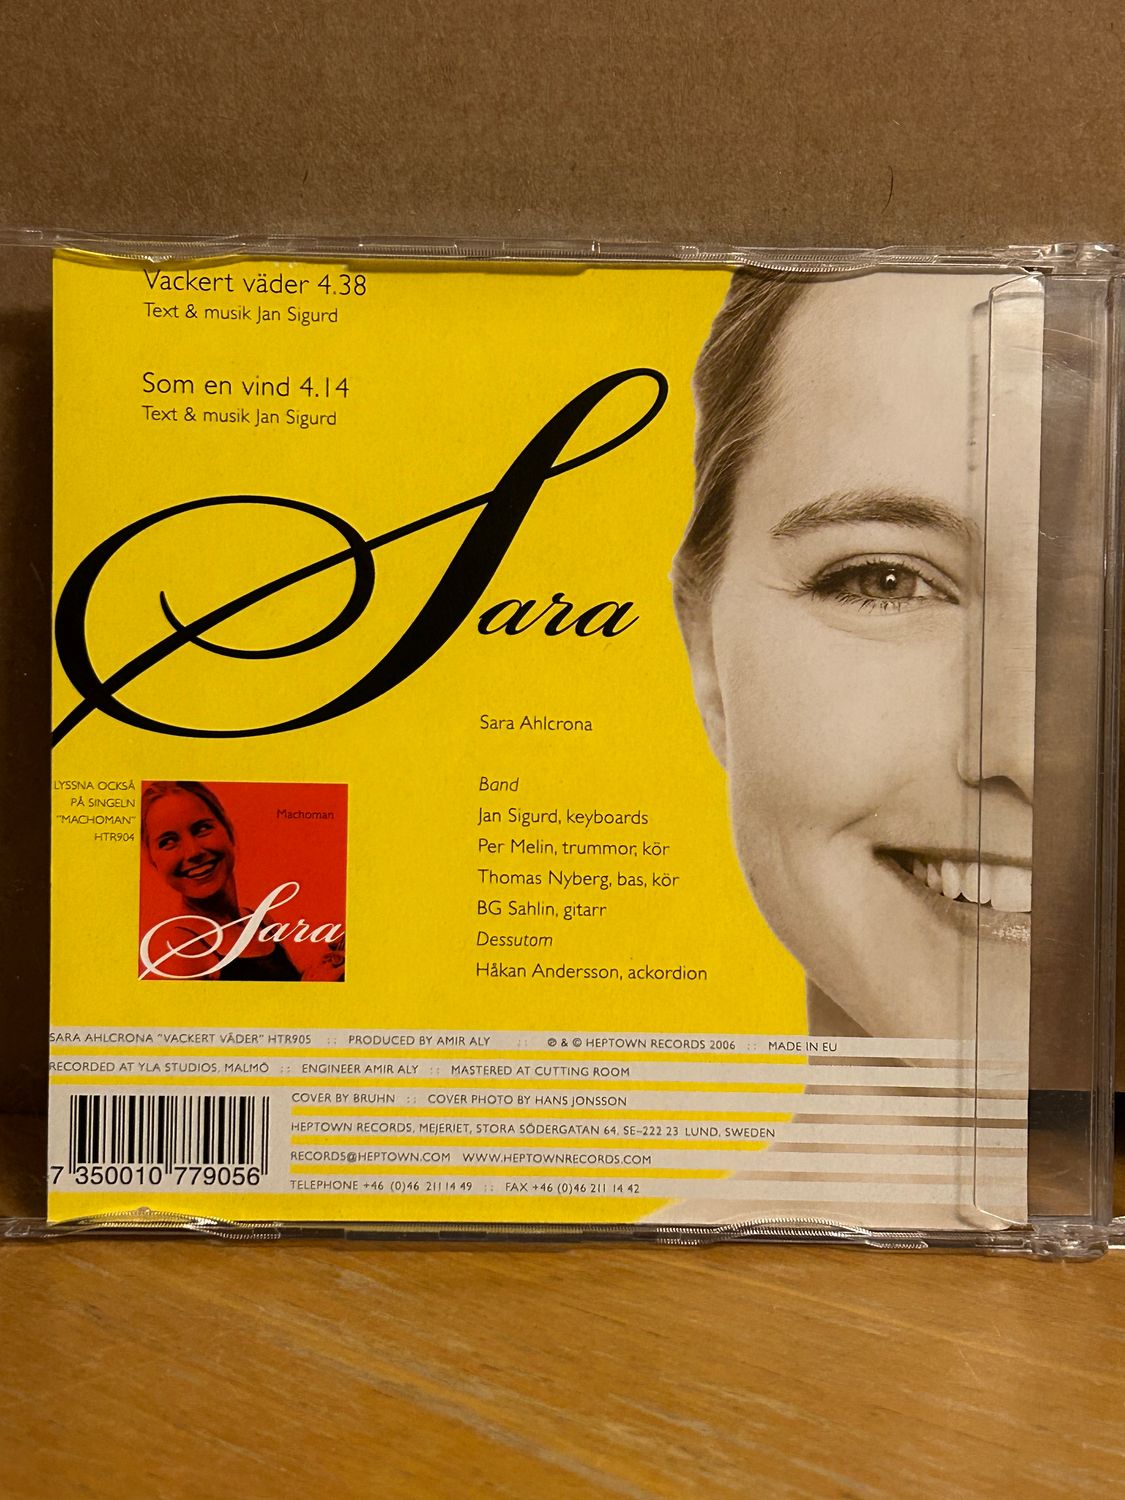 Vackert väder 4.38
Text & musik Jan Sigurd
Som en vind 4.14
Text & musik Jan Sigurd
Sara
Sara Ahlcrona
Band
Jan Sigurd, keyboards
Per Melin, trummor, kör
Thomas Nyberg, bas, kör
BG Sahlin, gitarr
Dessutom
Håkan Andersson, ackordion
LYSSNA OCKSÅ
PÅ SINGELN
"MACHOMAN"
HTR904
Machoman
Sara
SARA AHLCRONA "VACKERT VÄDER" HTR905 :: PRODUCED BY AMIR ALY :: ℗ & © HEPTOWN RECORDS 2006 :: MADE IN EU
RECORDED AT YLA STUDIOS, MALMÖ :: ENGINEER AMIR ALY :: MASTERED AT CUTTING ROOM
COVER BY BRUHN :: COVER PHOTO BY HANS JONSSON
HEPTOWN RECORDS, MEJERIET, STORA SÖDERGATAN 64, SE-222 23 LUND, SWEDEN
RECORDS@HEPTOWN.COM WWW.HEPTOWNRECORDS.COM
TELEPHONE +46 (0)46 211 14 49 :: FAX +46 (0)46 211 14 42
7 350010 779056